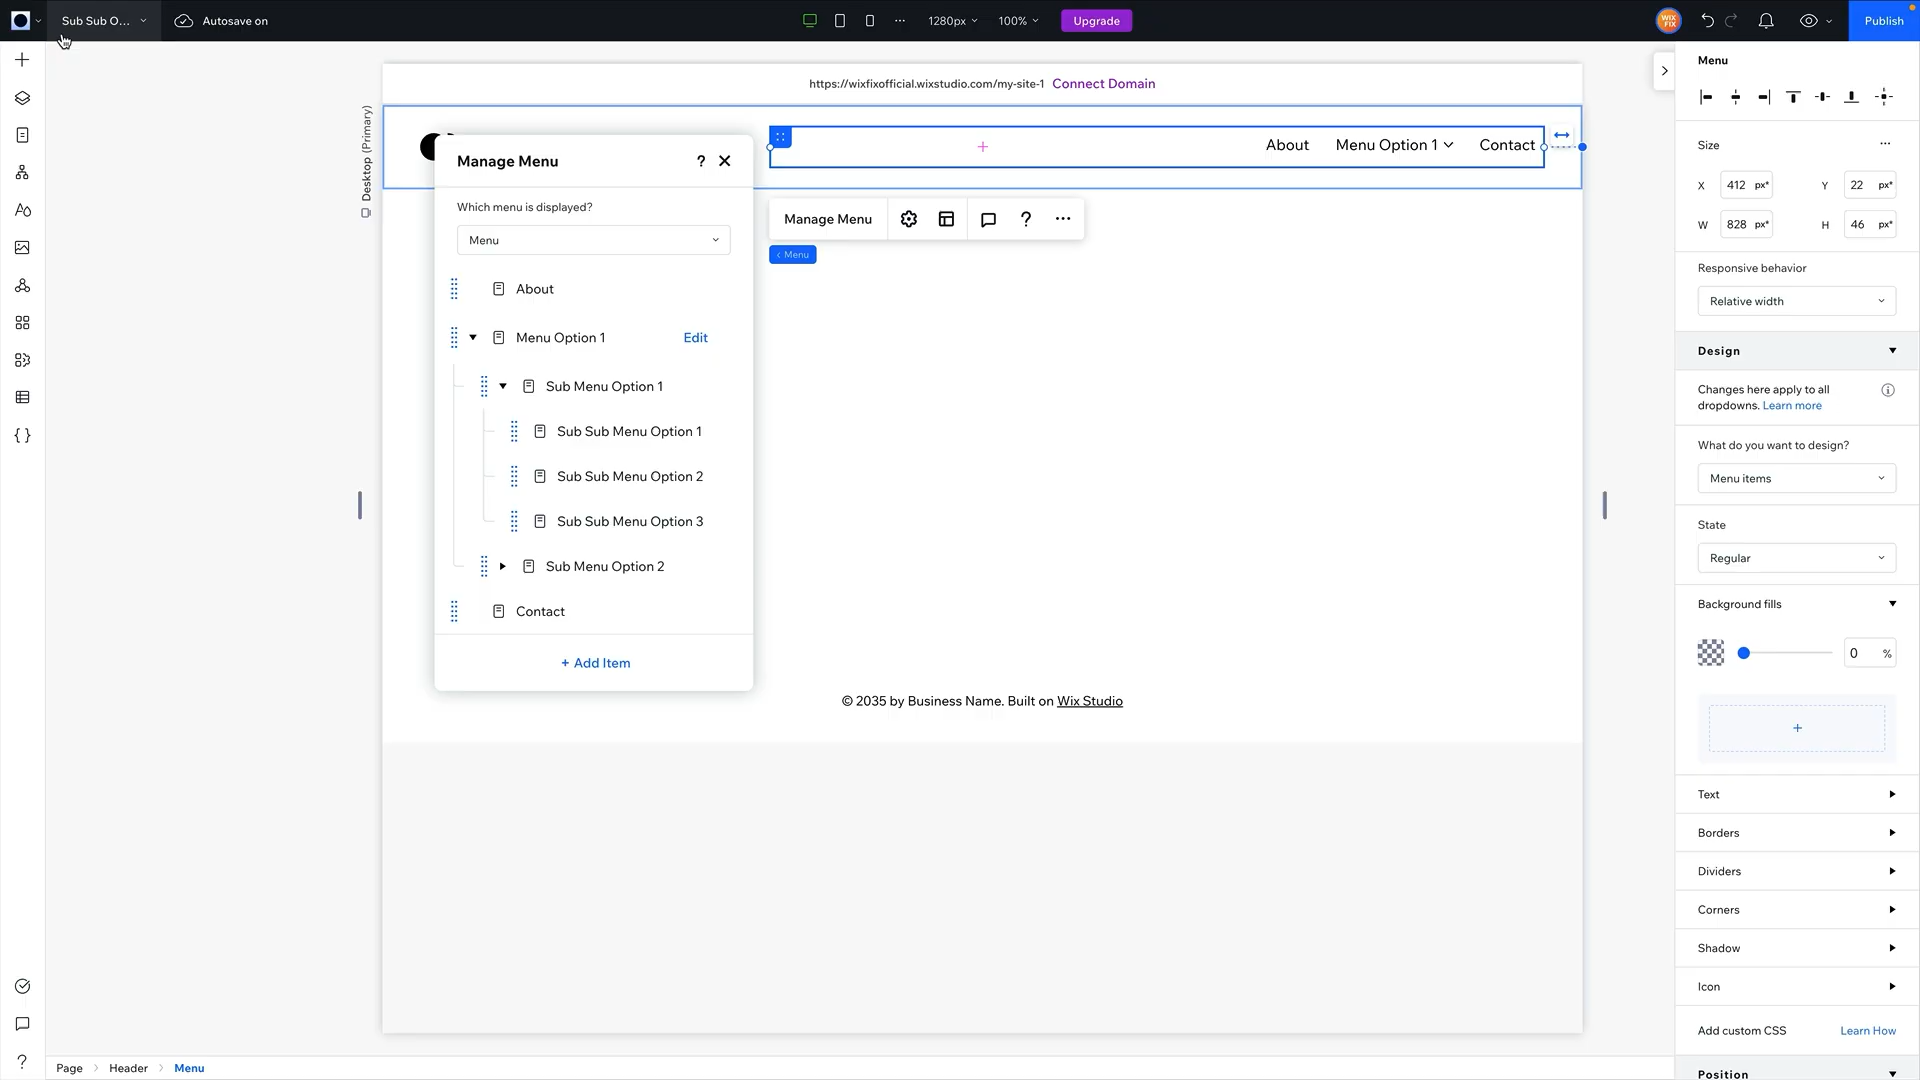 Sub Sub O...
Autosave on
1280px
100%
Upgrade
WIX
FIX
Publish
https://wixfixofficial.wixstudio.com/my-site-1 Connect Domain
Desktop (Primary)
About
Menu Option 1
Contact
Manage Menu
?
Which menu is displayed?
Menu
About
Menu Option 1
Edit
Sub Menu Option 1
Sub Sub Menu Option 1
Sub Sub Menu Option 2
Sub Sub Menu Option 3
Sub Menu Option 2
Contact
+ Add Item
Manage Menu
?
< Menu
© 2035 by Business Name. Built on Wix Studio
Menu
Size
X 412 px* Y 22 px*
W 828 px* H 46 px*
Responsive behavior
Relative width
Design
Changes here apply to all
dropdowns. Learn more
What do you want to design?
Menu items
State
Regular
Background fills
0 %
+
Text
Borders
Dividers
Corners
Shadow
Icon
Add custom CSS Learn How
Position
?
Page > Header > Menu